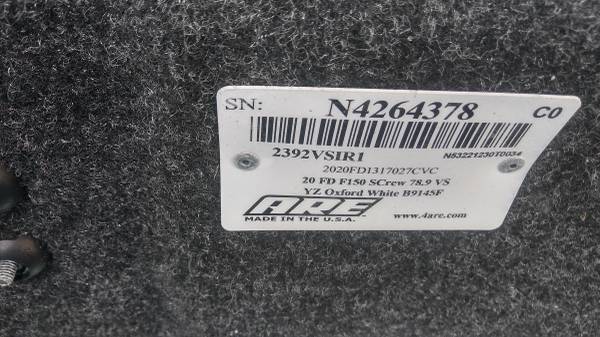 SN: N4264378 C0
2392VSIR1 N83221230T0034
2020FD1317027CVC
20 FD F150 SCrew 78.9 VS
YZ Oxford White B9145F
ARE
MADE IN THE U.S.A. www.4are.com